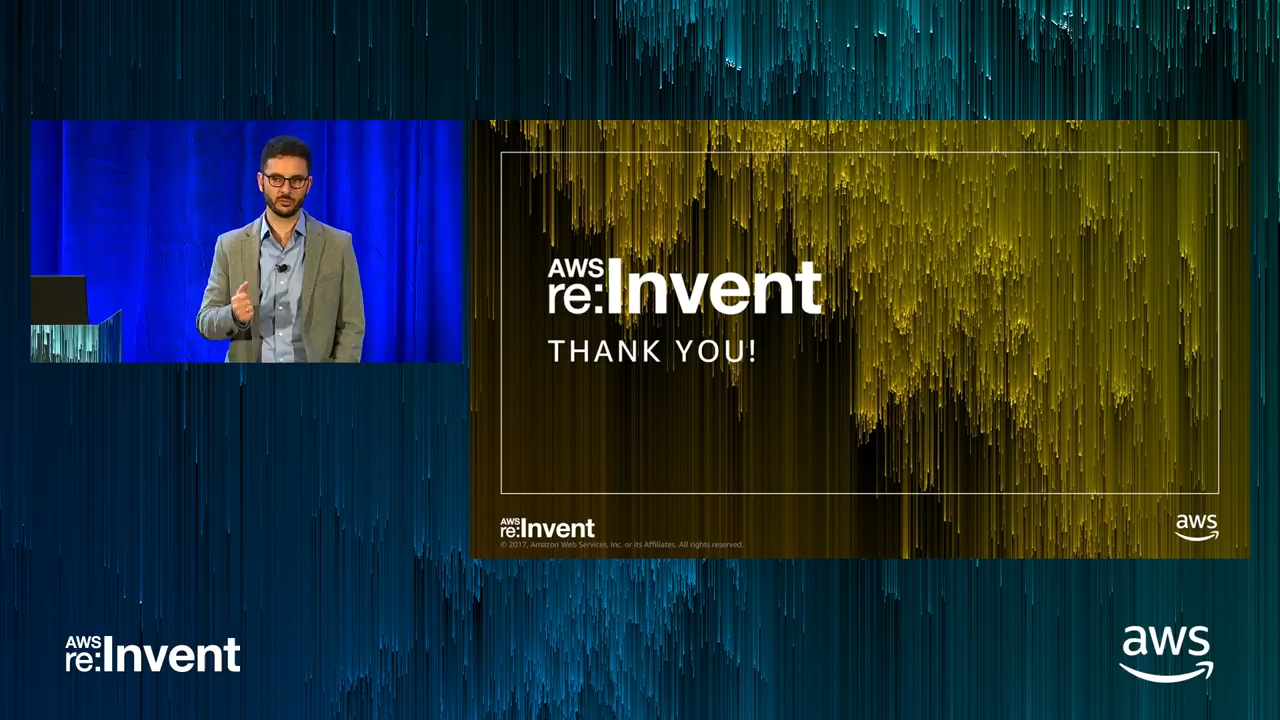 AWS
re:Invent
THANK YOU!
AWS
re:Invent
© 2017, Amazon Web Services, Inc. or its Affiliates. All rights reserved.
aws
AWS
re:Invent
aws